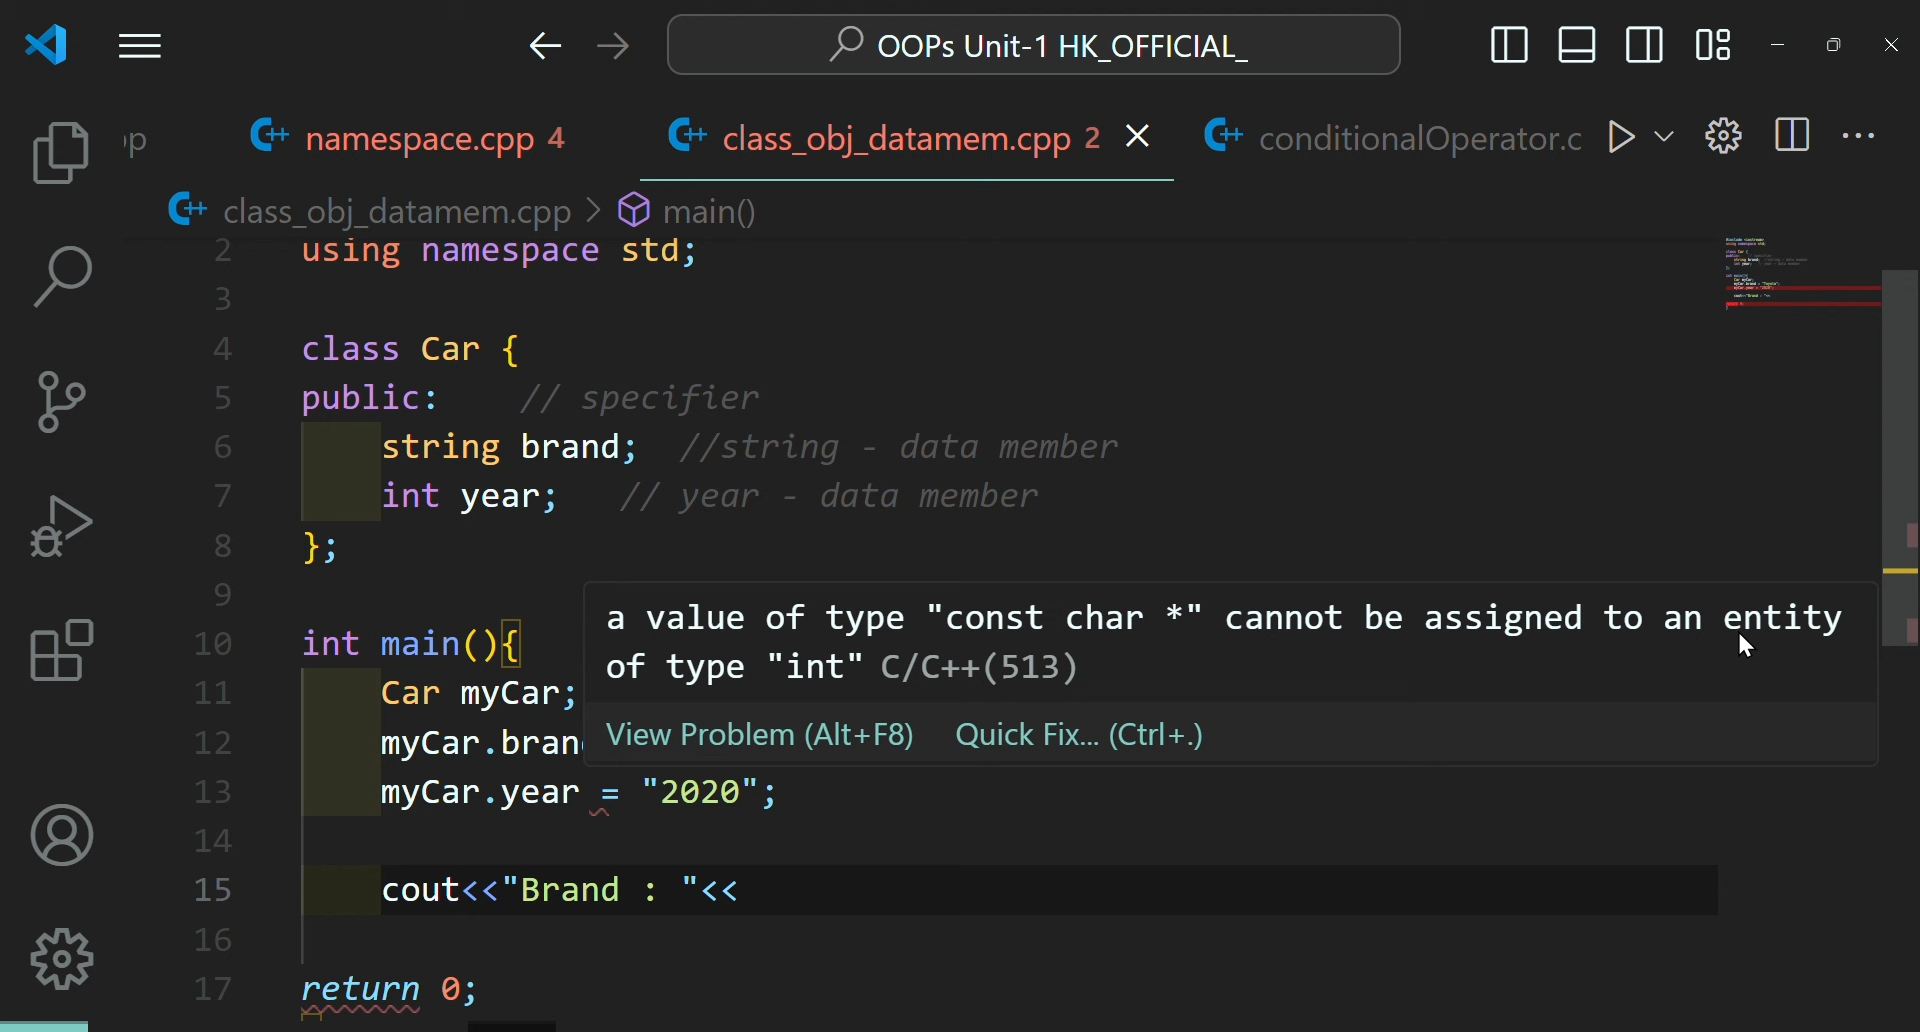 OOPs Unit-1 HK_OFFICIAL_
pp
namespace.cpp 4
class_obj_datamem.cpp 2
conditionalOperator.c
class_obj_datamem.cpp > main()
2 using namespace std;
3
4 class Car {
5 public: // specifier
6 string brand; //string - data member
7 int year; // year - data member
8 };
9
10 int main(){
11 Car myCar;
12 myCar.bran
13 myCar.year = "2020";
14
15 cout<<"Brand : "<<
16
17 return 0;
a value of type "const char *" cannot be assigned to an entity
of type "int" C/C++(513)
View Problem (Alt+F8) Quick Fix... (Ctrl+.)